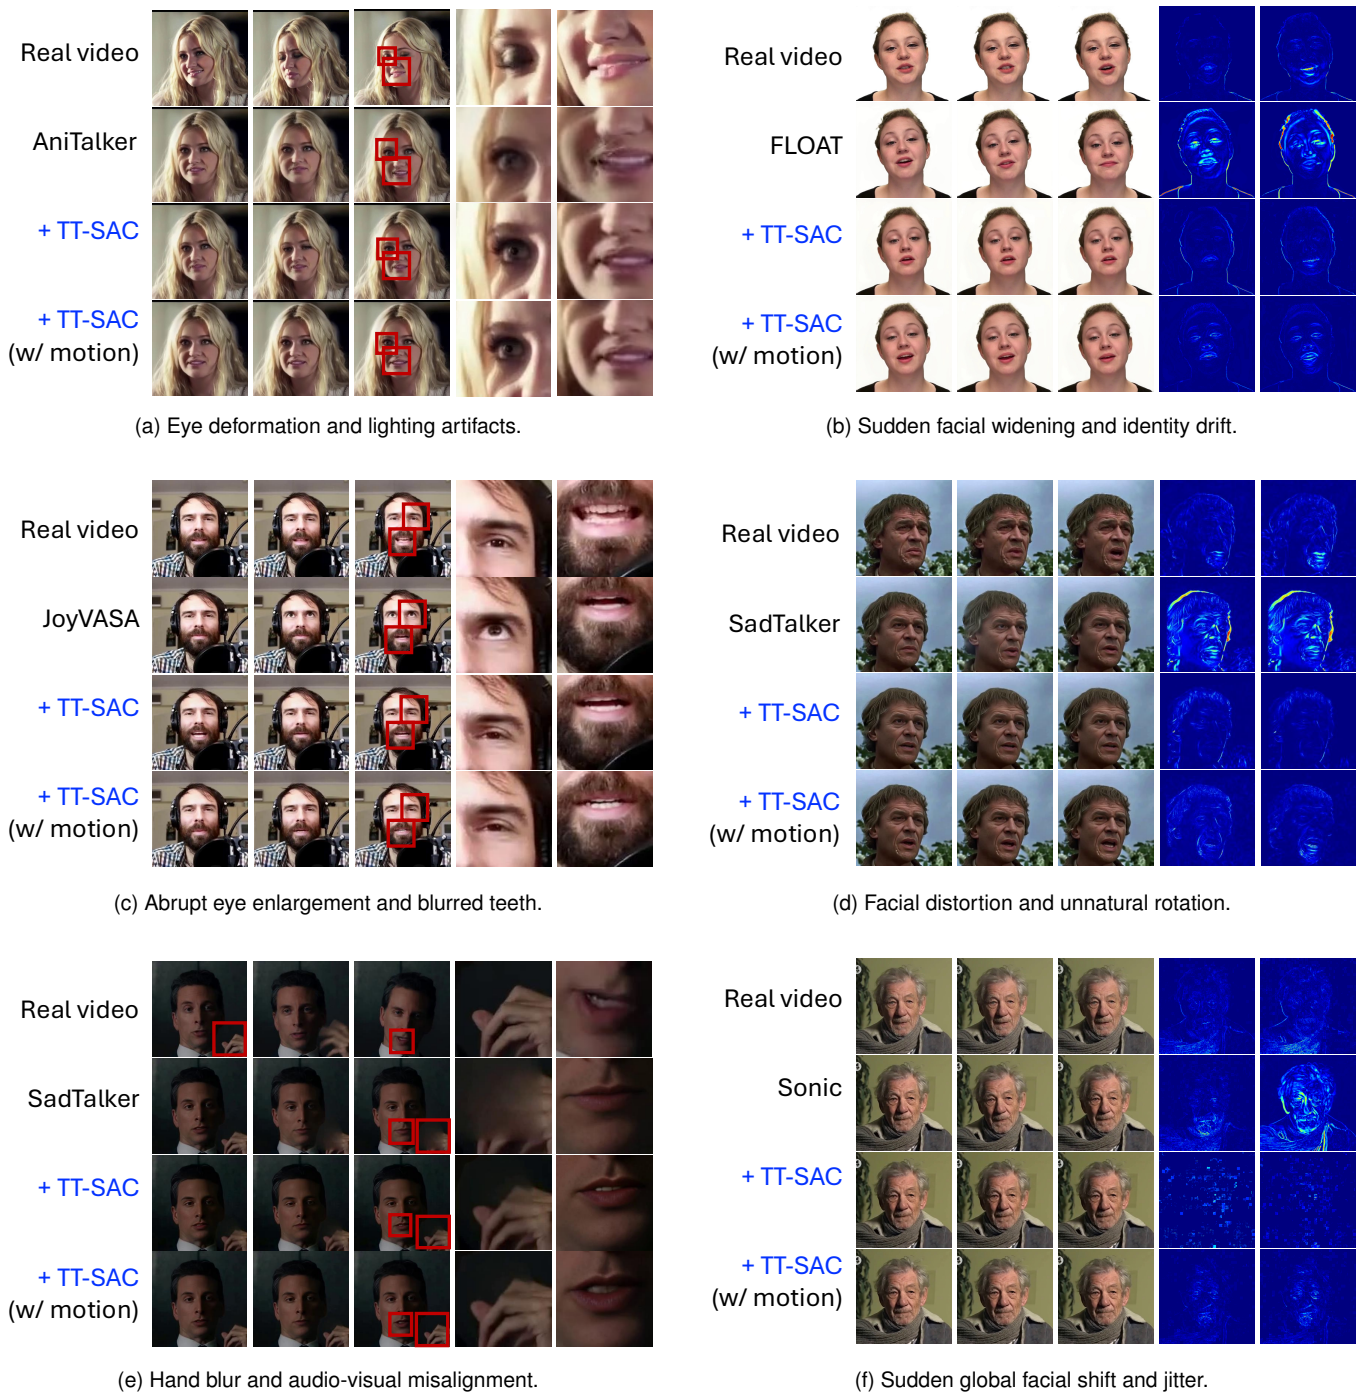 Real video
AniTalker
+ TT-SAC
+ TT-SAC
(w/ motion)
(a) Eye deformation and lighting artifacts.
Real video
FLOAT
+ TT-SAC
+ TT-SAC
(w/ motion)
(b) Sudden facial widening and identity drift.
Real video
JoyVASA
+ TT-SAC
+ TT-SAC
(w/ motion)
(c) Abrupt eye enlargement and blurred teeth.
Real video
SadTalker
+ TT-SAC
+ TT-SAC
(w/ motion)
(d) Facial distortion and unnatural rotation.
Real video
SadTalker
+ TT-SAC
+ TT-SAC
(w/ motion)
(e) Hand blur and audio-visual misalignment.
Real video
Sonic
+ TT-SAC
+ TT-SAC
(w/ motion)
(f) Sudden global facial shift and jitter.